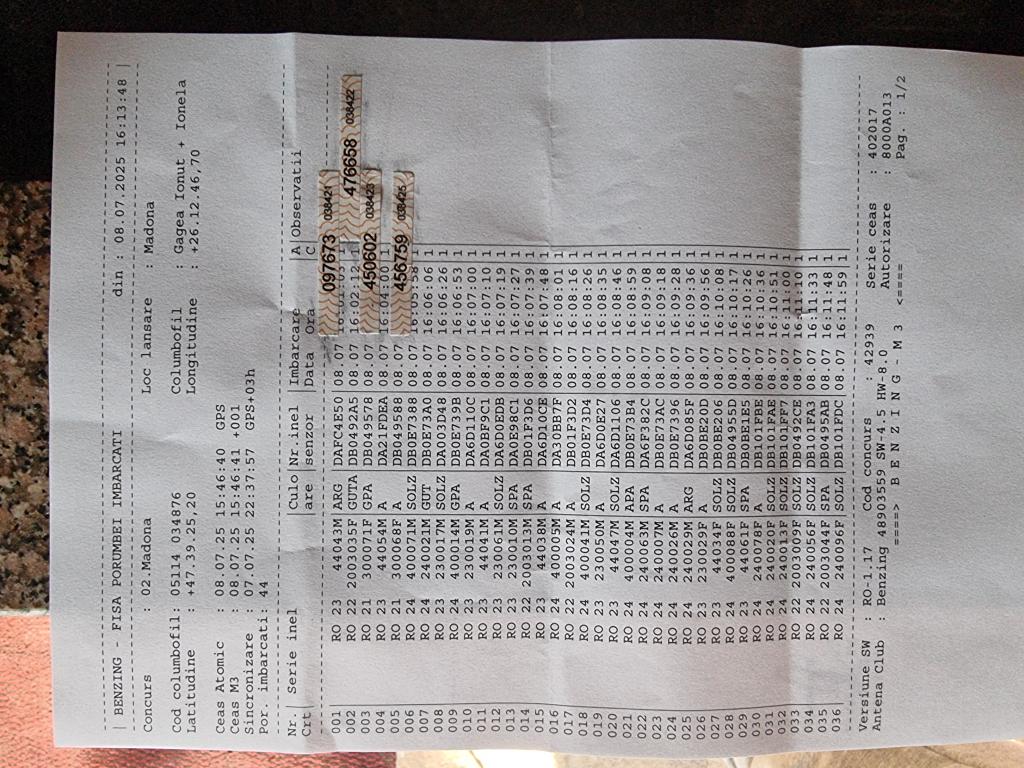 | BENZING - FISA PORUMBEI IMBARCATI din : 08.07.2025 16:13:48 |
Concurs : 02.Madona Loc lansare : Madona
Cod columbofil: 05114 034876 Columbofil : Gagea Ionut + Ionela
Latitudine : +47.39.25,20 Longitudine : +26.12.46,70
Ceas Atomic : 08.07.25 15:46:40 GPS
Ceas M3 : 08.07.25 15:46:41 +001
Sincronizare : 07.07.25 22:37:57 GPS+03h
Por. imbarcati: 44
Nr.| Serie inel |Culo|Nr.inel |Imbarcare A|Observatii
Crt| |are |senzor |Data Ora C|
001 RO 23 44043M ARG DAFC4E50 08.07 1
097673 038421
002 RO 22 2003035F GUTA DB0492A5 08.07 16:02:12 1
476658 038422
003 RO 21 300071F GPA DB049578 08.07 1
450602 038423
004 RO 23 44054M A DA21FDEA 08.07 16:04:00 1
005 RO 21 300068F A DB049588 08.07 1
456759 038425
006 RO 24 400071M SOLZ DB0E7388 08.07 16:05:58 1
007 RO 24 24002​1M GUT DB0E73A0 08.07 16:06:06 1
008 RO 23 230017M SOLZ DA003D48 08.07 16:06:26 1
009 RO 24 400014M GPA DB0E739B 08.07 16:06:53 1
010 RO 23 230019M A DA6D110C 08.07 16:07:00 1
011 RO 23 44041M A DA0BF9C1 08.07 16:07:10 1
012 RO 23 230061M SOLZ DA6D0EDB 08.07 16:07:19 1
013 RO 23 230010M SPA DA0E98C1 08.07 16:07:27 1
014 RO 22 2003013M SPA DB01F3D6 08.07 16:07:39 1
015 RO 23 44038M A DA6D10CE 08.07 16:07:48 1
016 RO 24 400005M A DA30BB7F 08.07 16:08:01 1
017 RO 22 2003024M A DB01F3D2 08.07 16:08:16 1
018 RO 24 400041M SOLZ DB0E738D 08.07 16:08:26 1
019 RO 23 230050M A DA6D0E27 08.07 16:08:35 1
020 RO 23 44047M SOLZ DA6D1106 08.07 16:08:46 1
021 RO 24 400004M APA DB0E73B4 08.07 16:08:59 1
022 RO 23 230063M SPA DA6F382C 08.07 16:09:08 1
023 RO 24 240007M A DB0E73AC 08.07 16:09:18 1
024 RO 24 240026M A DB0E7396 08.07 16:09:28 1
025 RO 24 240029M ARG DA6D085F 08.07 16:09:36 1
026 RO 23 230029F A DB0BE20D 08.07 16:09:56 1
027 RO 23 44034F SOLZ DB0BE206 08.07 16:10:08 1
028 RO 24 400088F SOLZ DB04955D 08.07 16:10:17 1
029 RO 23 44061F SPA DB0BE1E5 08.07 16:10:26 1
030 RO 24 240078F A DB101FBE 08.07 16:10:36 1
031 RO 24 240020F SOLZ DB101FAE 08.07 16:10:51 1
032 RO 24 240013F SOLZ DB101FF7 08.07 16:11:00 1
033 RO 22 2003009F SOLZ DB0492CE 08.07 1
034 RO 24 240056F SOLZ DB101FA3 08.07 16:11:33 1
035 RO 22 2003044F SPA DB0495AB 08.07 16:11:48 1
036 RO 24 240096F SOLZ DB101FDC 08.07 16:11:59 1
Versiune SW : RO-1.17 Cod concurs : 42939 Serie ceas : 402017
Antena Club : Benzing 48903559 SW-4.5 HW-8.0 Autorizare : 8000A013
====> B E N Z I N G - M 3 <==== Pag. : 1/2